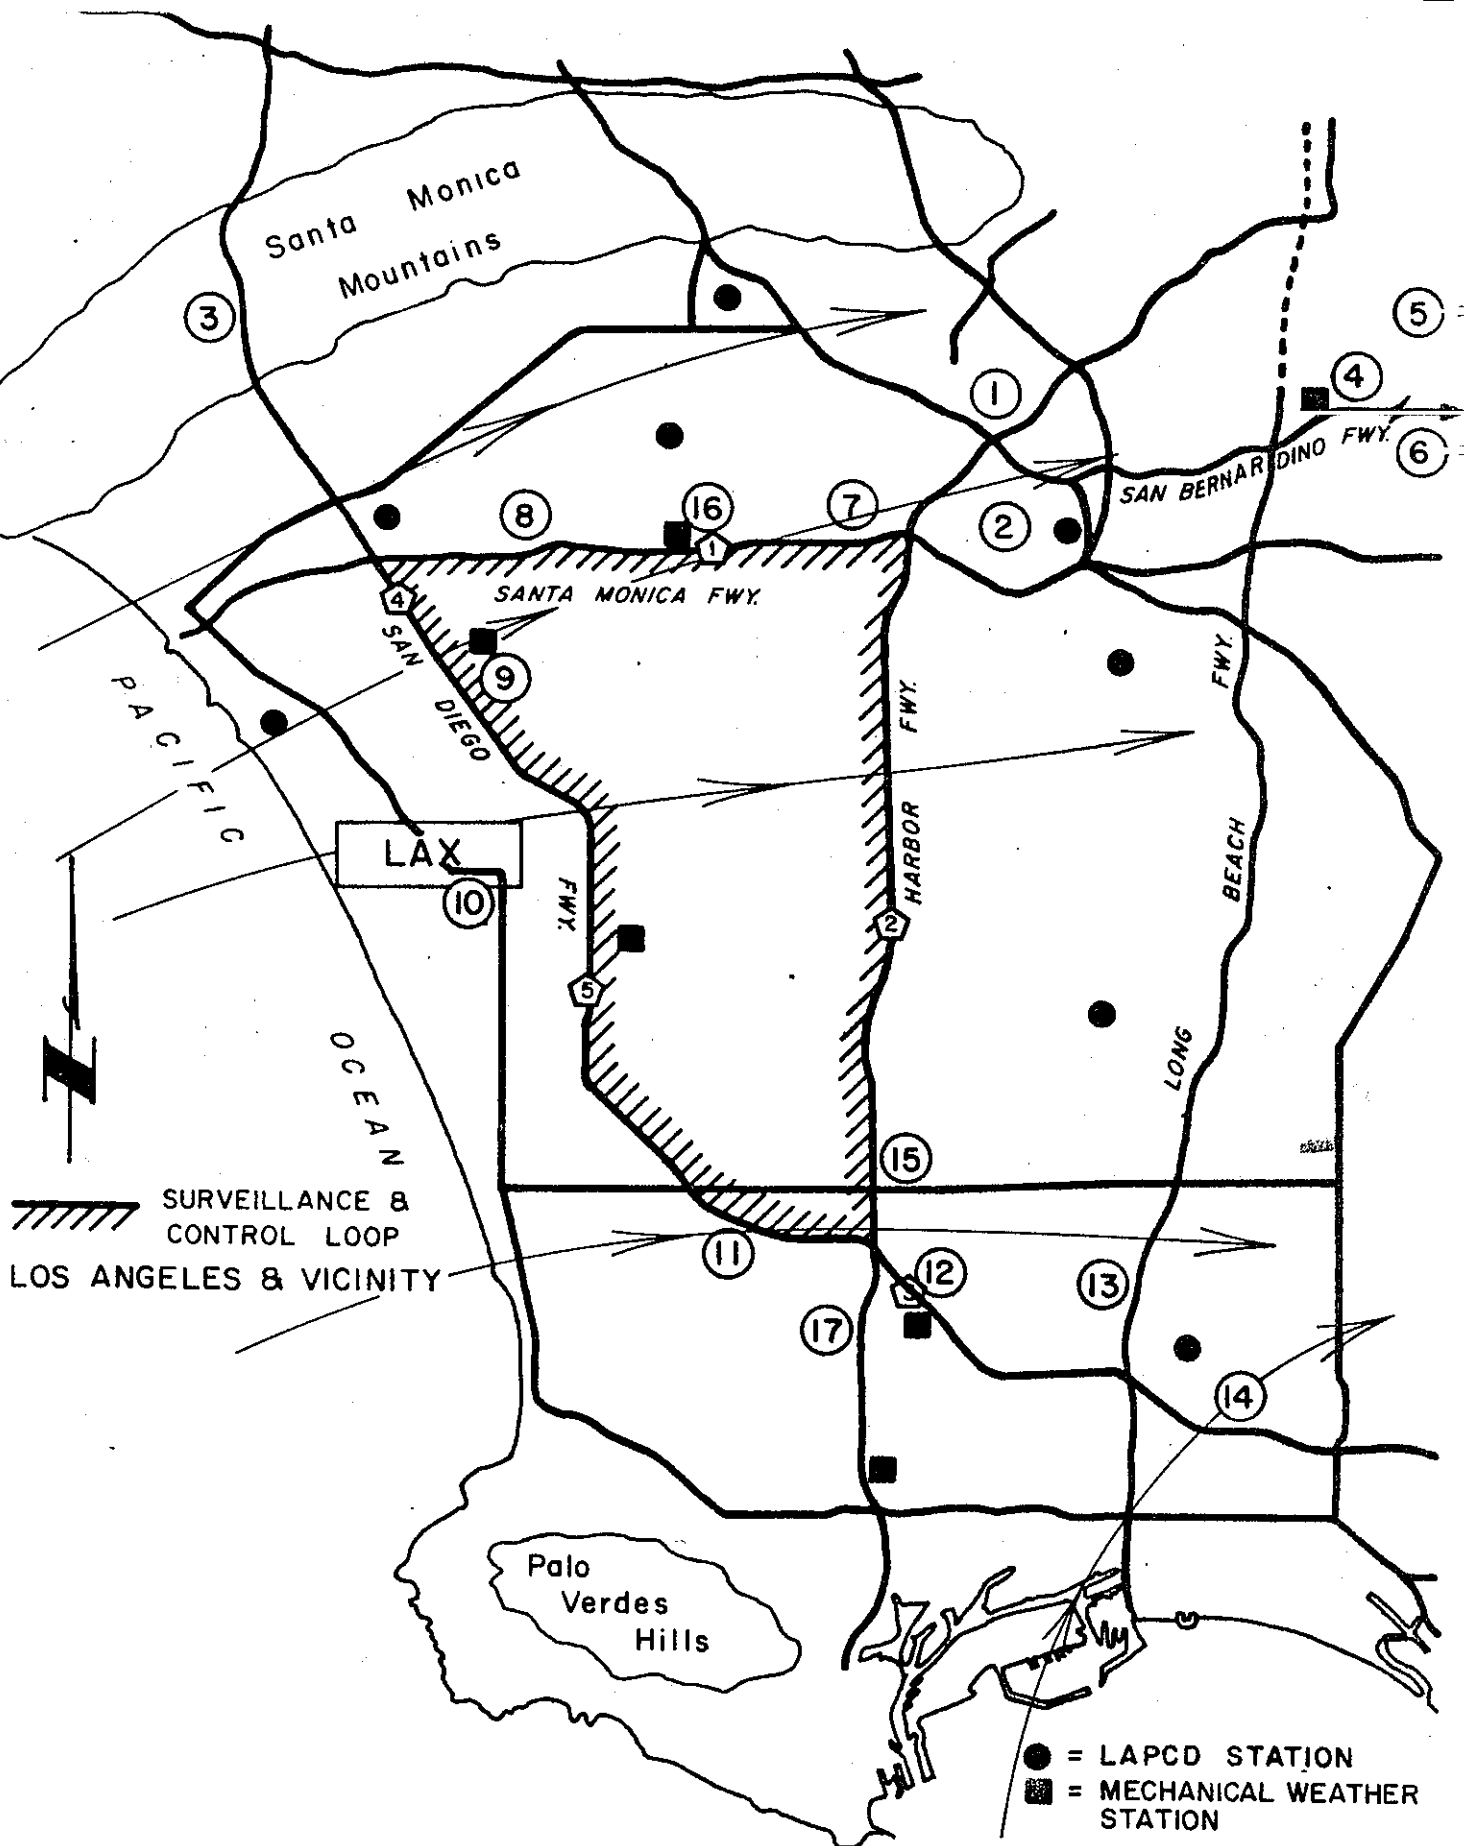 Santa Monica
Mountains
3
5
4
1
SAN BERNARDINO FWY.
6
8
16
7
2
1
SANTA MONICA FWY.
4
SAN
DIEGO
FWY.
9
PACIFIC
OCEAN
FWY.
HARBOR
FWY.
BEACH
LONG
LAX
10
2
5
N
15
SURVEILLANCE &
CONTROL LOOP
LOS ANGELES & VICINITY
11
12
3
13
17
14
Palo
Verdes
Hills
= LAPCD STATION
= MECHANICAL WEATHER
STATION